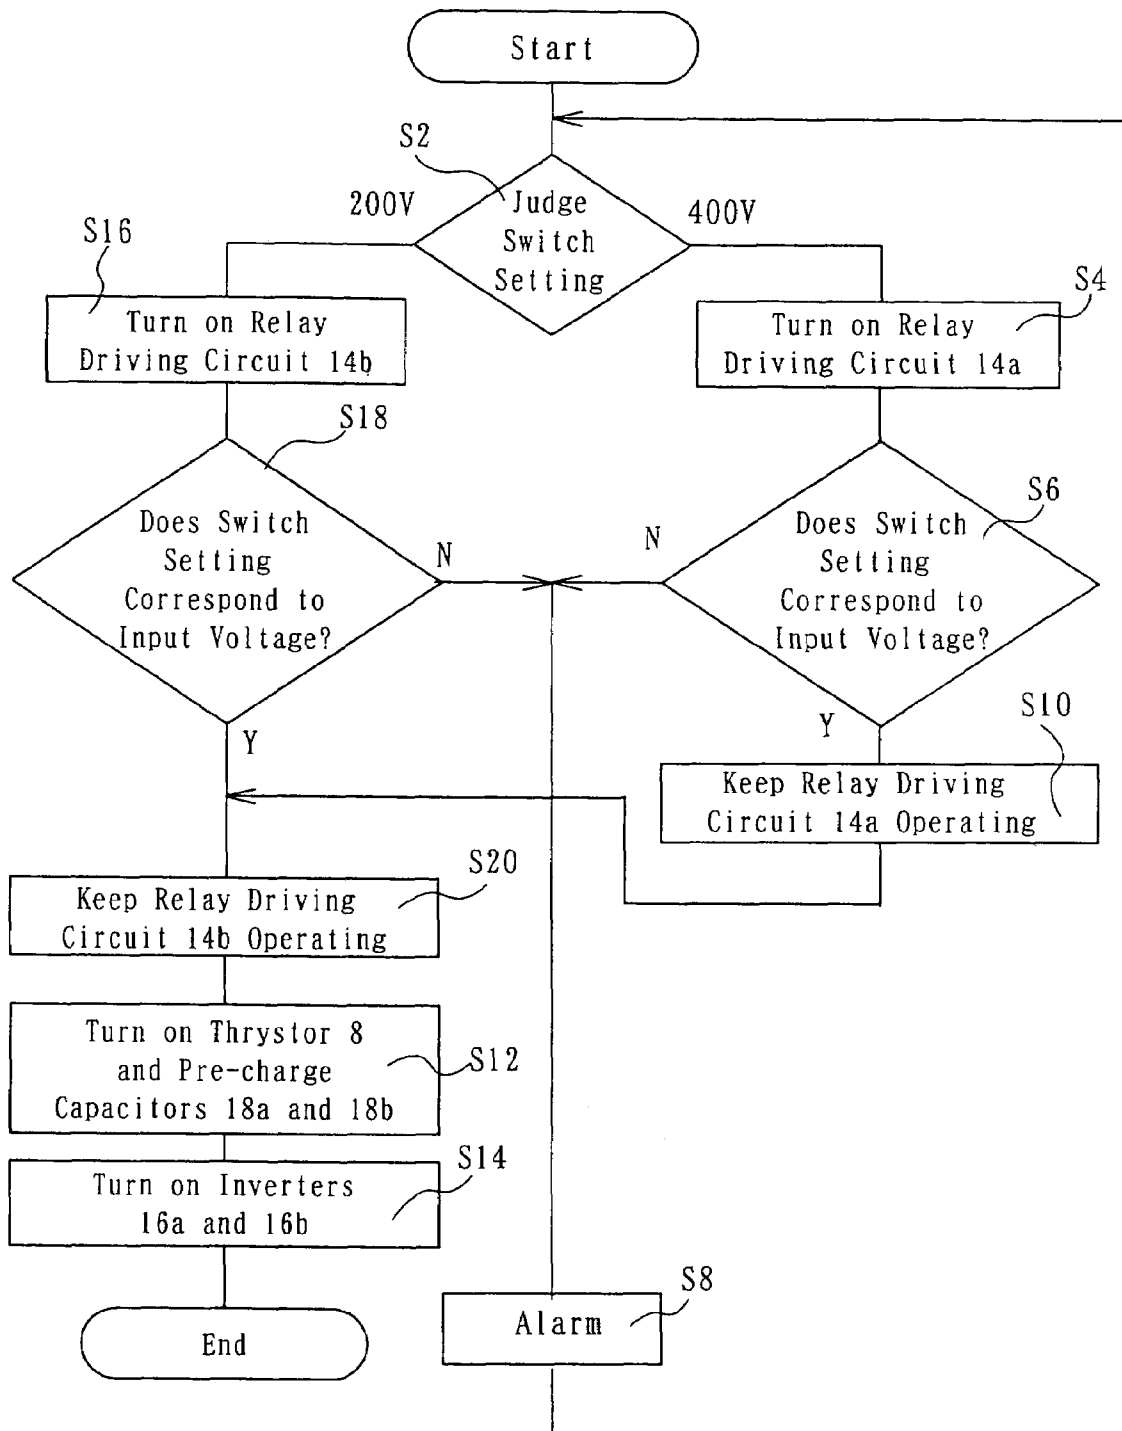 Start
S2
200V
Judge
Switch
Setting
400V
S16
Turn on Relay
Driving Circuit 14b
S4
Turn on Relay
Driving Circuit 14a
S18
Does Switch
Setting
Correspond to
Input Voltage?
N
Y
S6
Does Switch
Setting
Correspond to
Input Voltage?
N
Y
S10
Keep Relay Driving
Circuit 14a Operating
S20
Keep Relay Driving
Circuit 14b Operating
S12
Turn on Thrystor 8
and Pre-charge
Capacitors 18a and 18b
S14
Turn on Inverters
16a and 16b
End
S8
Alarm